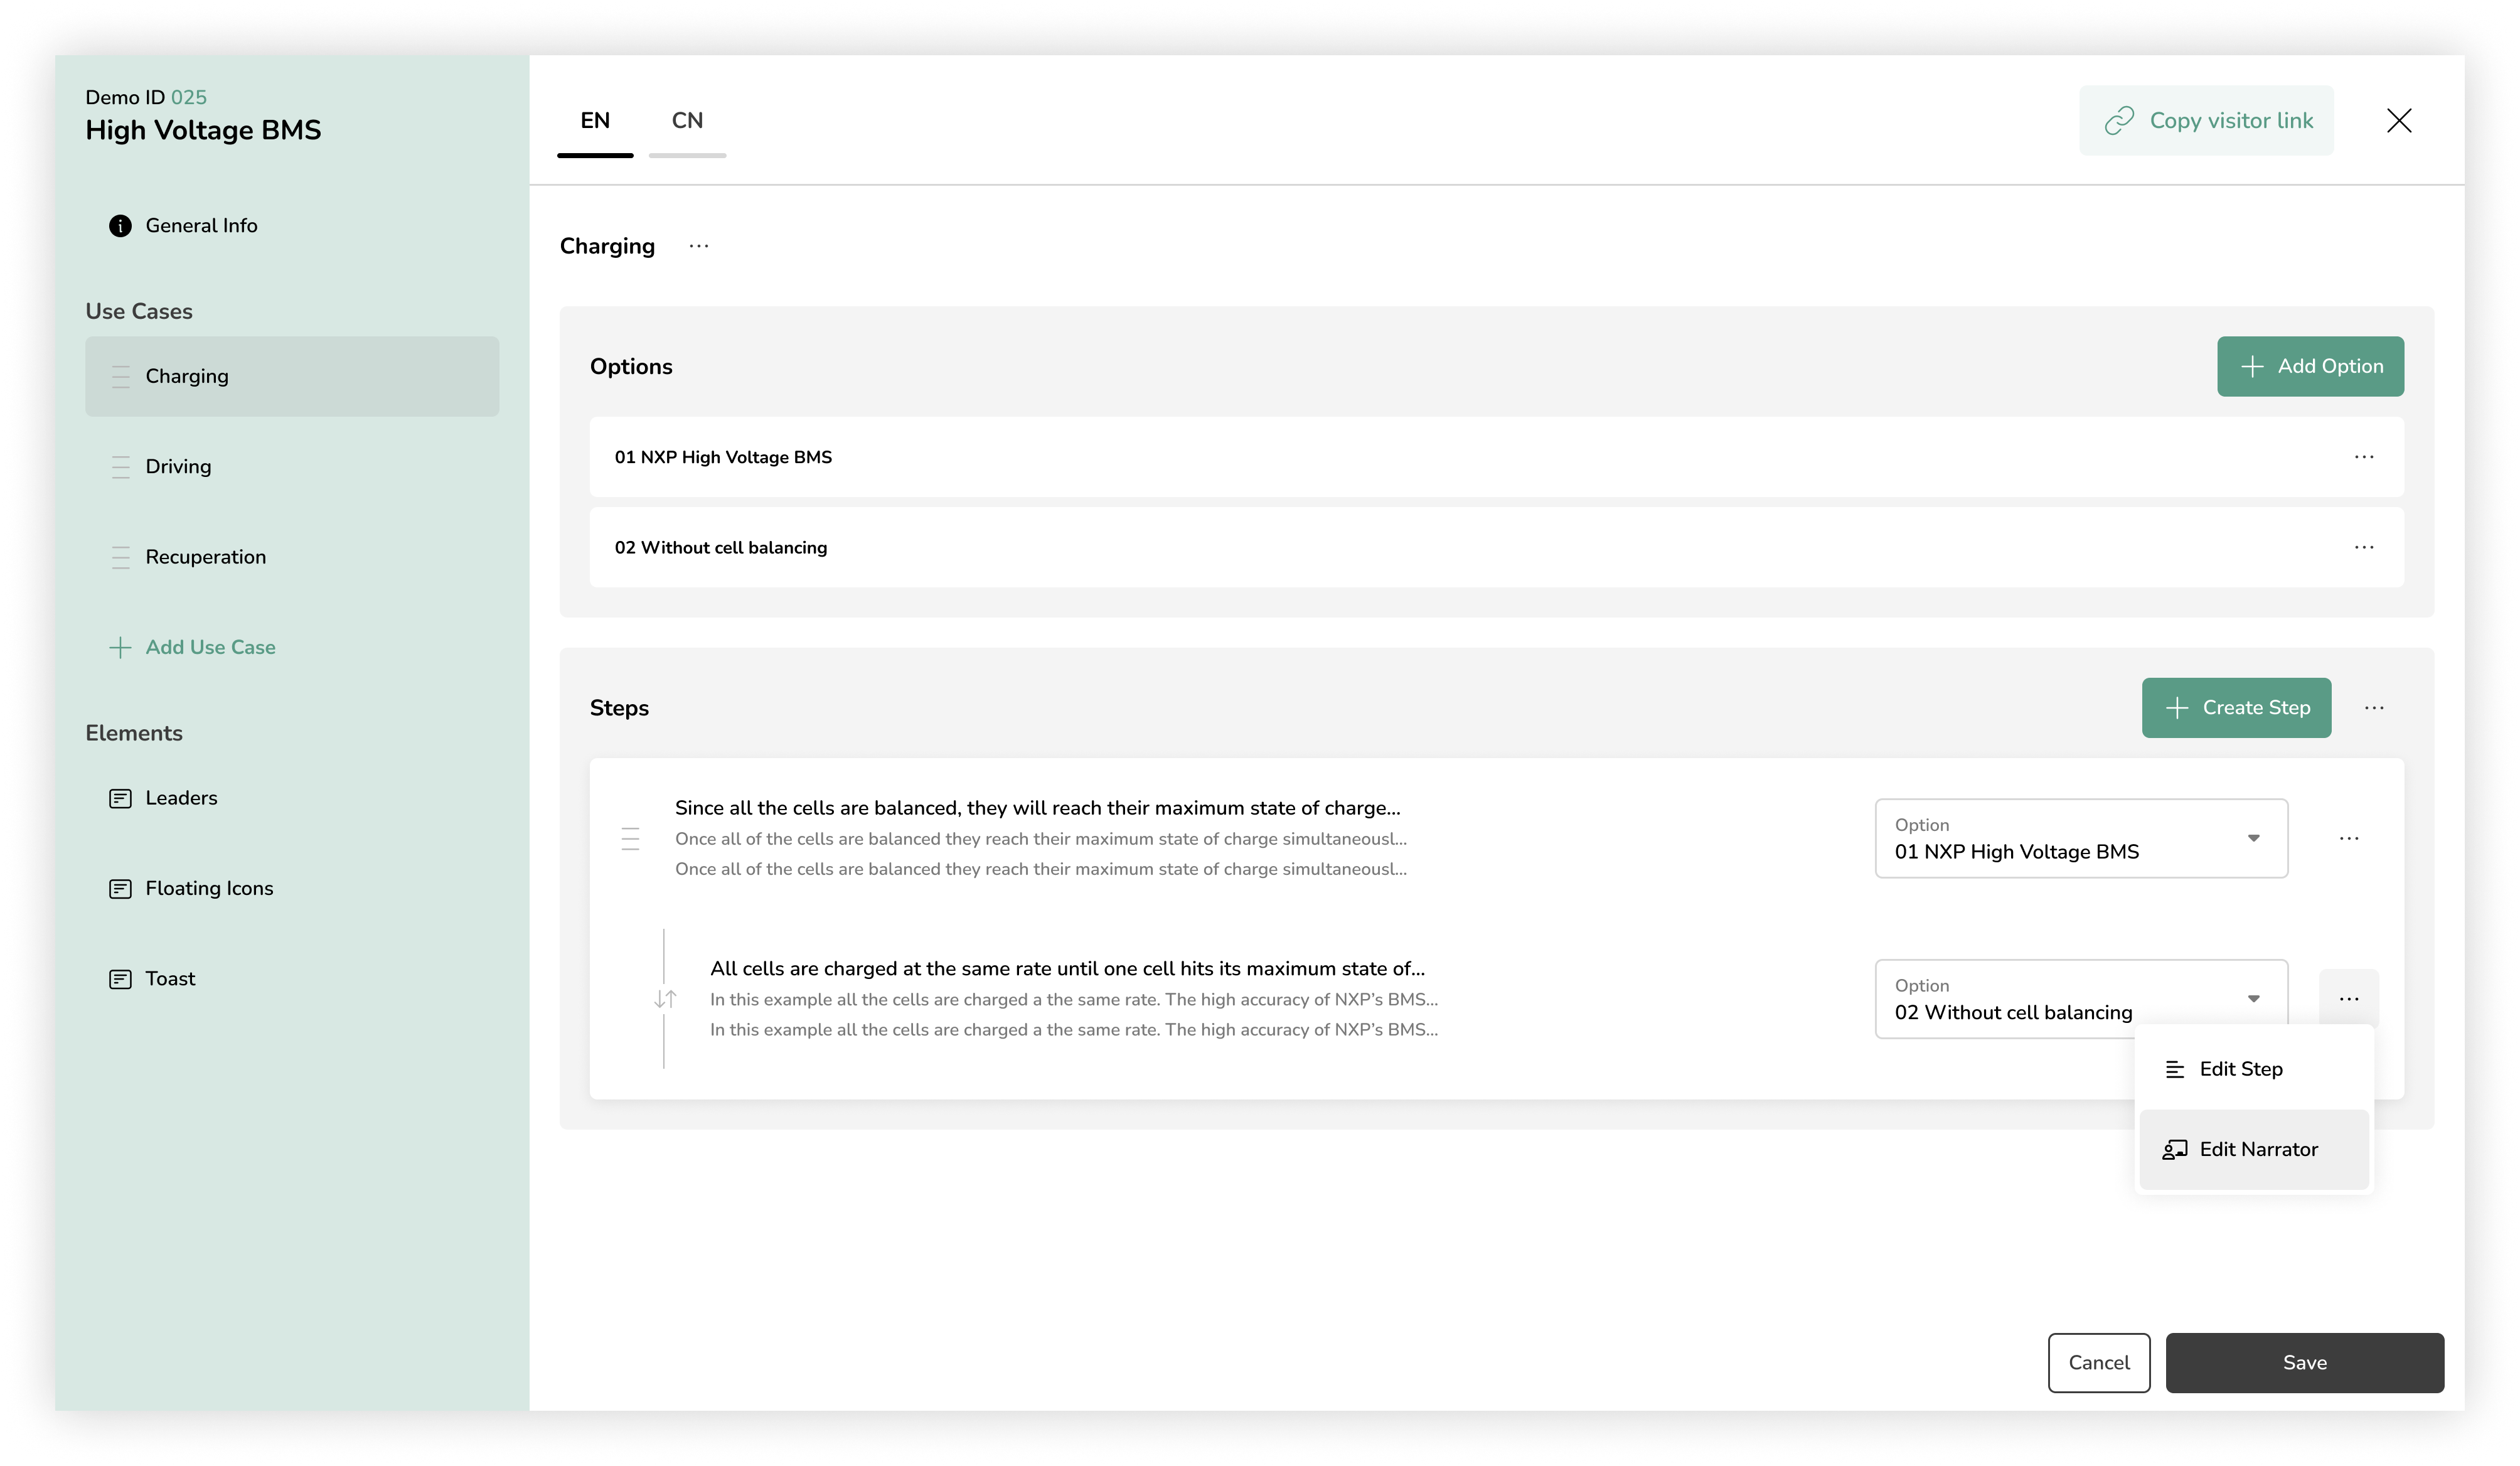 Demo ID 025
High Voltage BMS
General Info
Use Cases
Charging
Driving
Recuperation
Add Use Case
Elements
Leaders
Floating Icons
Toast
EN
CN
Copy visitor link
Charging
Options
Add Option
01 NXP High Voltage BMS
02 Without cell balancing
Steps
Create Step
Since all the cells are balanced, they will reach their maximum state of charge...
Once all of the cells are balanced they reach their maximum state of charge simultaneousl...
Once all of the cells are balanced they reach their maximum state of charge simultaneousl...
Option
01 NXP High Voltage BMS
All cells are charged at the same rate until one cell hits its maximum state of...
In this example all the cells are charged a the same rate. The high accuracy of NXP's BMS...
In this example all the cells are charged a the same rate. The high accuracy of NXP's BMS...
Option
02 Without cell balancing
Edit Step
Edit Narrator
Cancel
Save